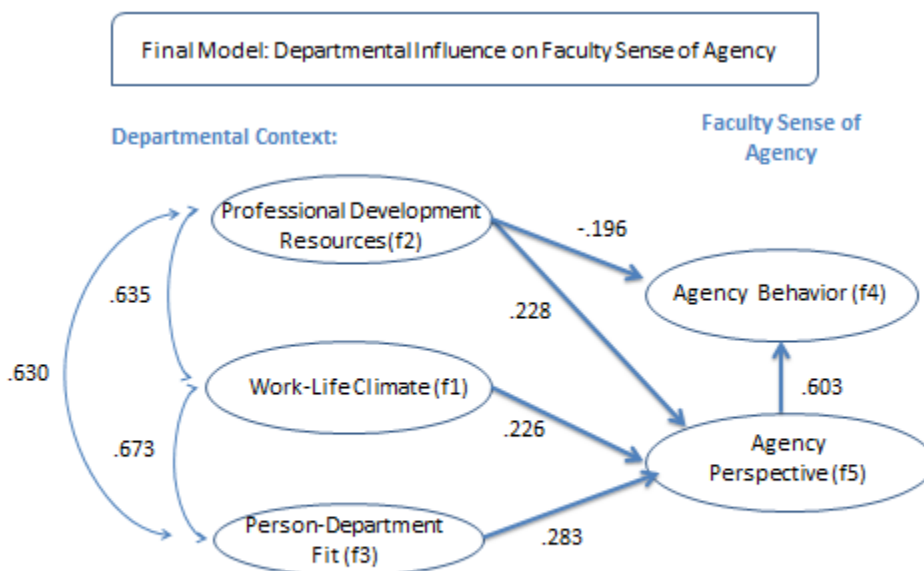 Final Model: Departmental Influence on Faculty Sense of Agency
Departmental Context:
Faculty Sense of
Agency
Professional Development
Resources(f2)
-.196
.635
.228
Agency Behavior (f4)
.630
Work-Life Climate (f1)
.603
.226
.673
Agency
Perspective (f5)
Person-Department
Fit (f3)
.283